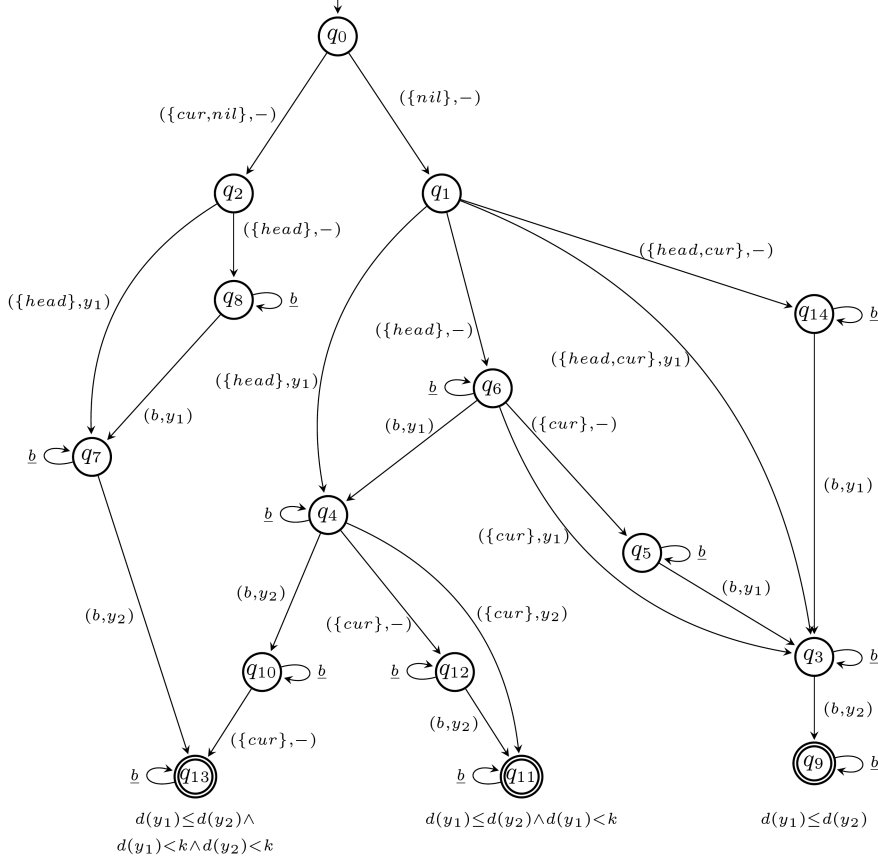 q0
({cur,nil},−)
({nil},−)
q2
q1
({head},−)
({head,cur},−)
({head},y1)
q8
b
q14
b
({head},−)
({head,cur},y1)
({head},y1)
b
q6
(b,y1)
(b,y1)
({cur},−)
b
q7
(b,y1)
b
q4
({cur},y1)
q5
b
(b,y1)
(b,y2)
(b,y2)
({cur},−)
({cur},y2)
q10
b
b
q12
q3
b
(b,y2)
(b,y2)
({cur},−)
b
q13
b
q11
q9
b
d(y1)≤d(y2)∧
d(y1)<k∧d(y2)<k
d(y1)≤d(y2)∧d(y1)<k
d(y1)≤d(y2)